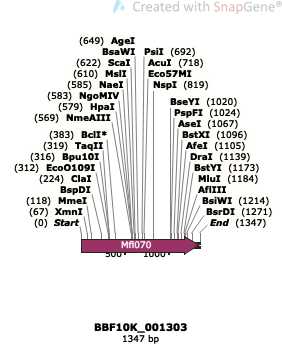 Created with SnapGene®
(649) AgeI
BsaWI PsiI (692)
(622) ScaI AcuI (718)
(610) MslI Eco57MI
(585) NaeI NspI (819)
(583) NgoMIV
(579) HpaI BseYI (1020)
(569) NmeAIII PspFI (1024)
AseI (1067)
(383) BclI* BstXI (1096)
(319) TaqII AfeI (1105)
(316) Bpu10I DraI (1139)
(312) EcoO109I BstYI (1173)
(224) ClaI MluI (1184)
BspDI AflIII
(118) MmeI BsiWI (1214)
(67) XmnI BsrDI (1271)
(0) Start End (1347)
Mfl070
500 1000
BBF10K_001303
1347 bp